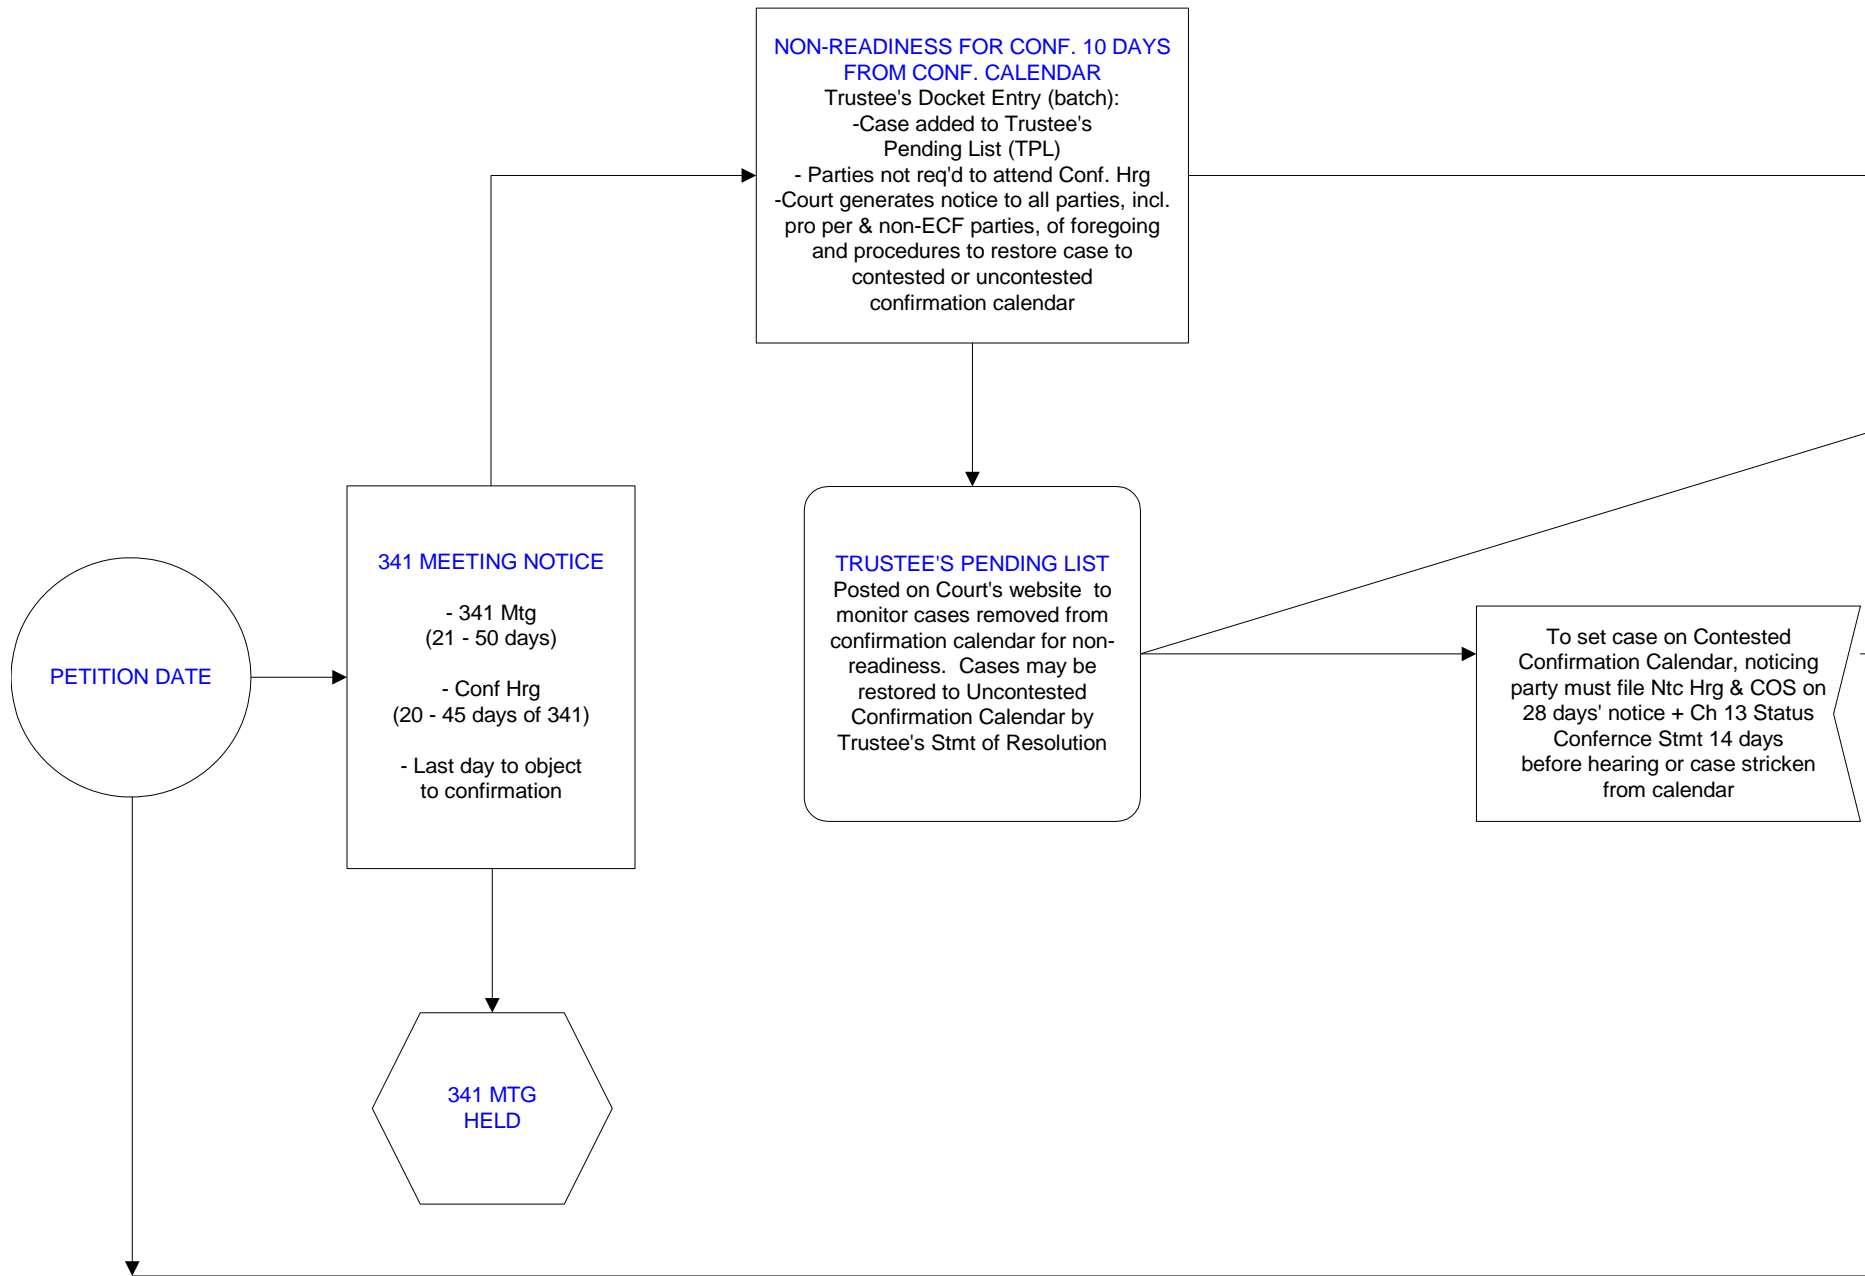 NON-READINESS FOR CONF. 10 DAYS
FROM CONF. CALENDAR
Trustee's Docket Entry (batch):
-Case added to Trustee's
Pending List (TPL)
- Parties not req'd to attend Conf. Hrg
-Court generates notice to all parties, incl.
pro per & non-ECF parties, of foregoing
and procedures to restore case to
contested or uncontested
confirmation calendar
PETITION DATE
341 MEETING NOTICE
- 341 Mtg
(21 - 50 days)
- Conf Hrg
(20 - 45 days of 341)
- Last day to object
to confirmation
TRUSTEE'S PENDING LIST
Posted on Court's website to
monitor cases removed from
confirmation calendar for non-
readiness. Cases may be
restored to Uncontested
Confirmation Calendar by
Trustee's Stmt of Resolution
To set case on Contested
Confirmation Calendar, noticing
party must file Ntc Hrg & COS on
28 days' notice + Ch 13 Status
Confernce Stmt 14 days
before hearing or case stricken
from calendar
341 MTG
HELD